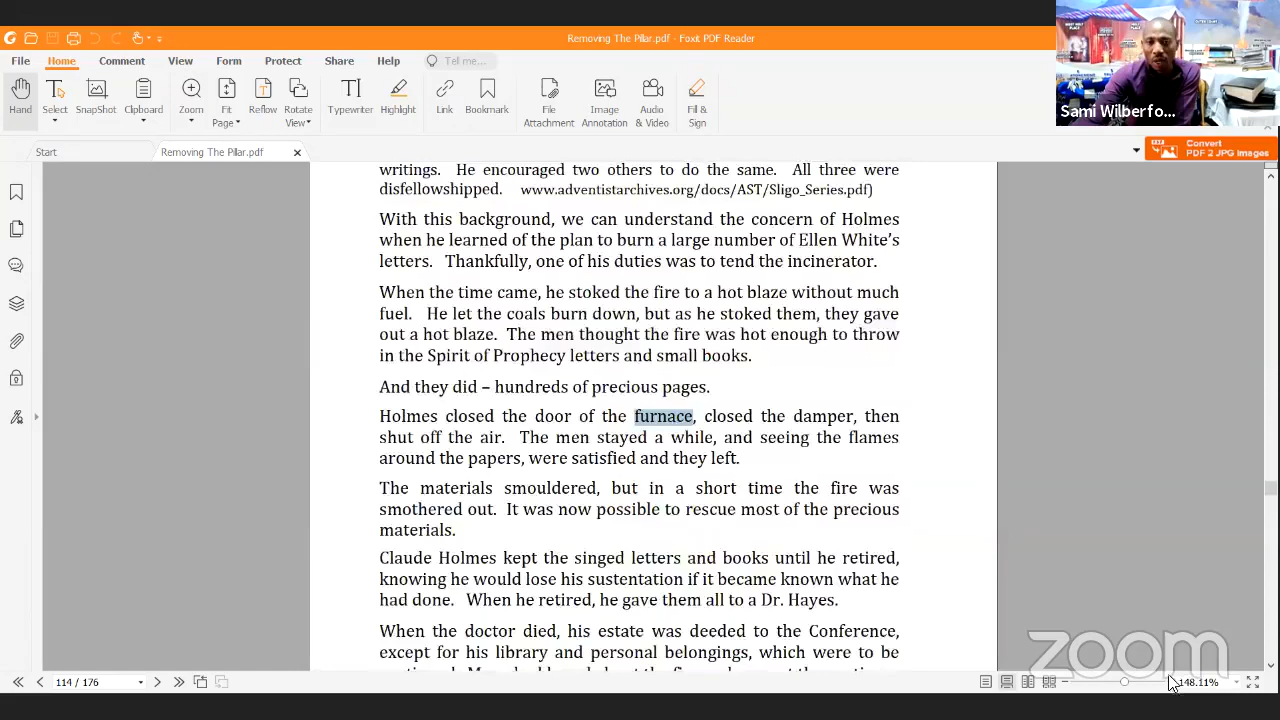 Removing The Pillar.pdf - Foxit PDF Reader
File Home Comment View Form Protect Share Help Tell me...
Hand Select SnapShot Clipboard Zoom Fit Page Reflow Rotate View Typewriter Highlight Link Bookmark File Attachment Image Annotation Audio & Video Fill & Sign
Sami Wilberfo...
Start Removing The Pillar.pdf
Convert
PDF 2 JPG Images
writings. He encouraged two others to do the same. All three were
disfellowshipped. www.adventistarchives.org/docs/AST/Sligo_Series.pdf)
With this background, we can understand the concern of Holmes
when he learned of the plan to burn a large number of Ellen White's
letters. Thankfully, one of his duties was to tend the incinerator.
When the time came, he stoked the fire to a hot blaze without much
fuel. He let the coals burn down, but as he stoked them, they gave
out a hot blaze. The men thought the fire was hot enough to throw
in the Spirit of Prophecy letters and small books.
And they did – hundreds of precious pages.
Holmes closed the door of the furnace, closed the damper, then
shut off the air. The men stayed a while, and seeing the flames
around the papers, were satisfied and they left.
The materials smouldered, but in a short time the fire was
smothered out. It was now possible to rescue most of the precious
materials.
Claude Holmes kept the singed letters and books until he retired,
knowing he would lose his sustentation if it became known what he
had done. When he retired, he gave them all to a Dr. Hayes.
When the doctor died, his estate was deeded to the Conference,
except for his library and personal belongings, which were to be
zoom
114 / 176
148.11%